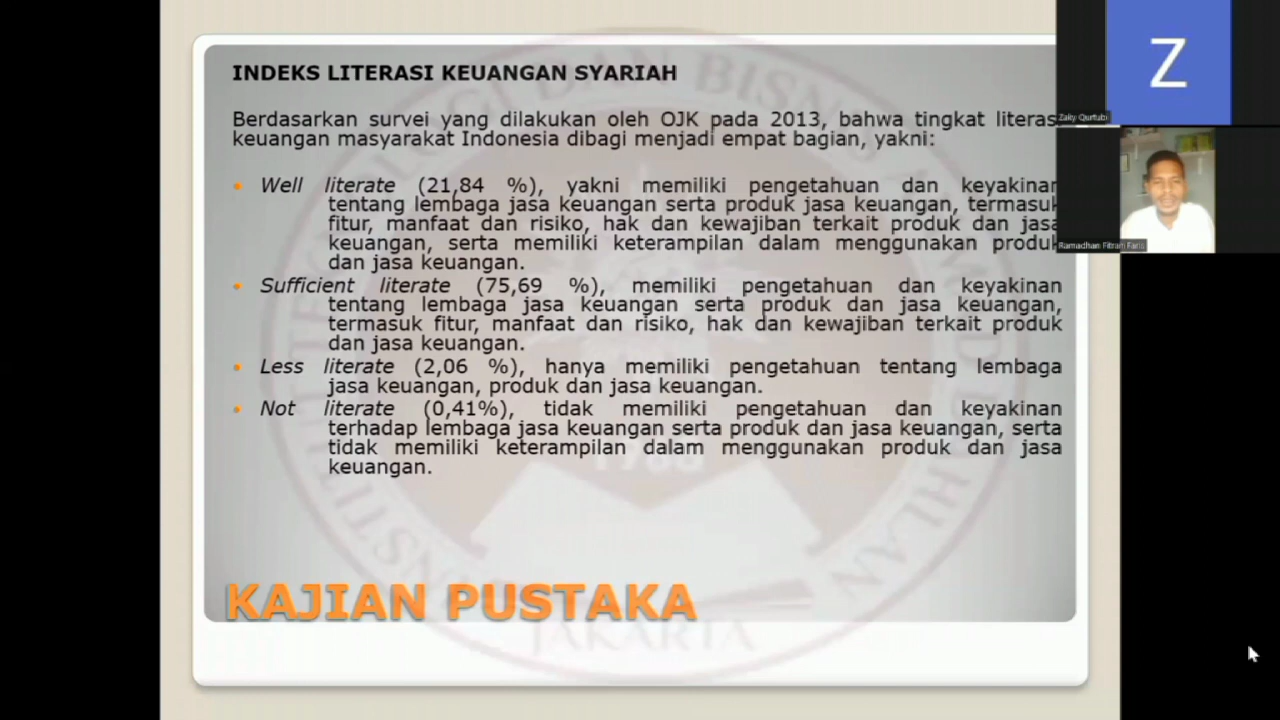 INDEKS LITERASI KEUANGAN SYARIAH
Berdasarkan survei yang dilakukan oleh OJK pada 2013, bahwa tingkat literasi
keuangan masyarakat Indonesia dibagi menjadi empat bagian, yakni:
• Well literate (21,84 %), yakni memiliki pengetahuan dan keyakinan
tentang lembaga jasa keuangan serta produk jasa keuangan, termasuk
fitur, manfaat dan risiko, hak dan kewajiban terkait produk dan jasa
keuangan, serta memiliki keterampilan dalam menggunakan produk
dan jasa keuangan.
• Sufficient literate (75,69 %), memiliki pengetahuan dan keyakinan
tentang lembaga jasa keuangan serta produk dan jasa keuangan,
termasuk fitur, manfaat dan risiko, hak dan kewajiban terkait produk
dan jasa keuangan.
• Less literate (2,06 %), hanya memiliki pengetahuan tentang lembaga
jasa keuangan, produk dan jasa keuangan.
• Not literate (0,41%), tidak memiliki pengetahuan dan keyakinan
terhadap lembaga jasa keuangan serta produk dan jasa keuangan, serta
tidak memiliki keterampilan dalam menggunakan produk dan jasa
keuangan.
KAJIAN PUSTAKA
JAKARTA
Z
Zaky Qurtubi
Ramadhan Fitrah